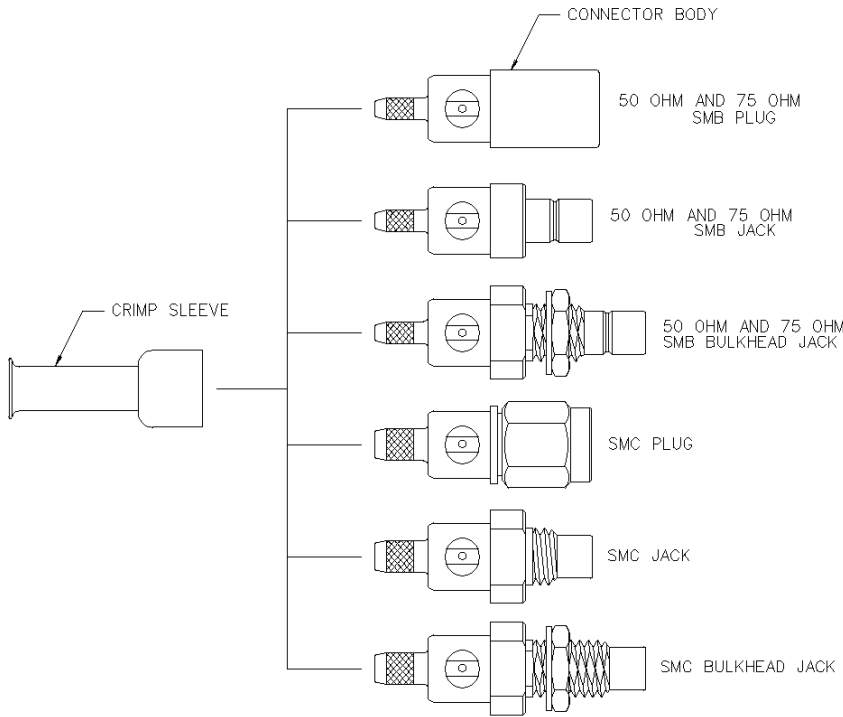 CONNECTOR BODY
50 OHM AND 75 OHM
SMB PLUG
50 OHM AND 75 OHM
SMB JACK
CRIMP SLEEVE
50 OHM AND 75 OHM
SMB BULKHEAD JACK
SMC PLUG
SMC JACK
SMC BULKHEAD JACK